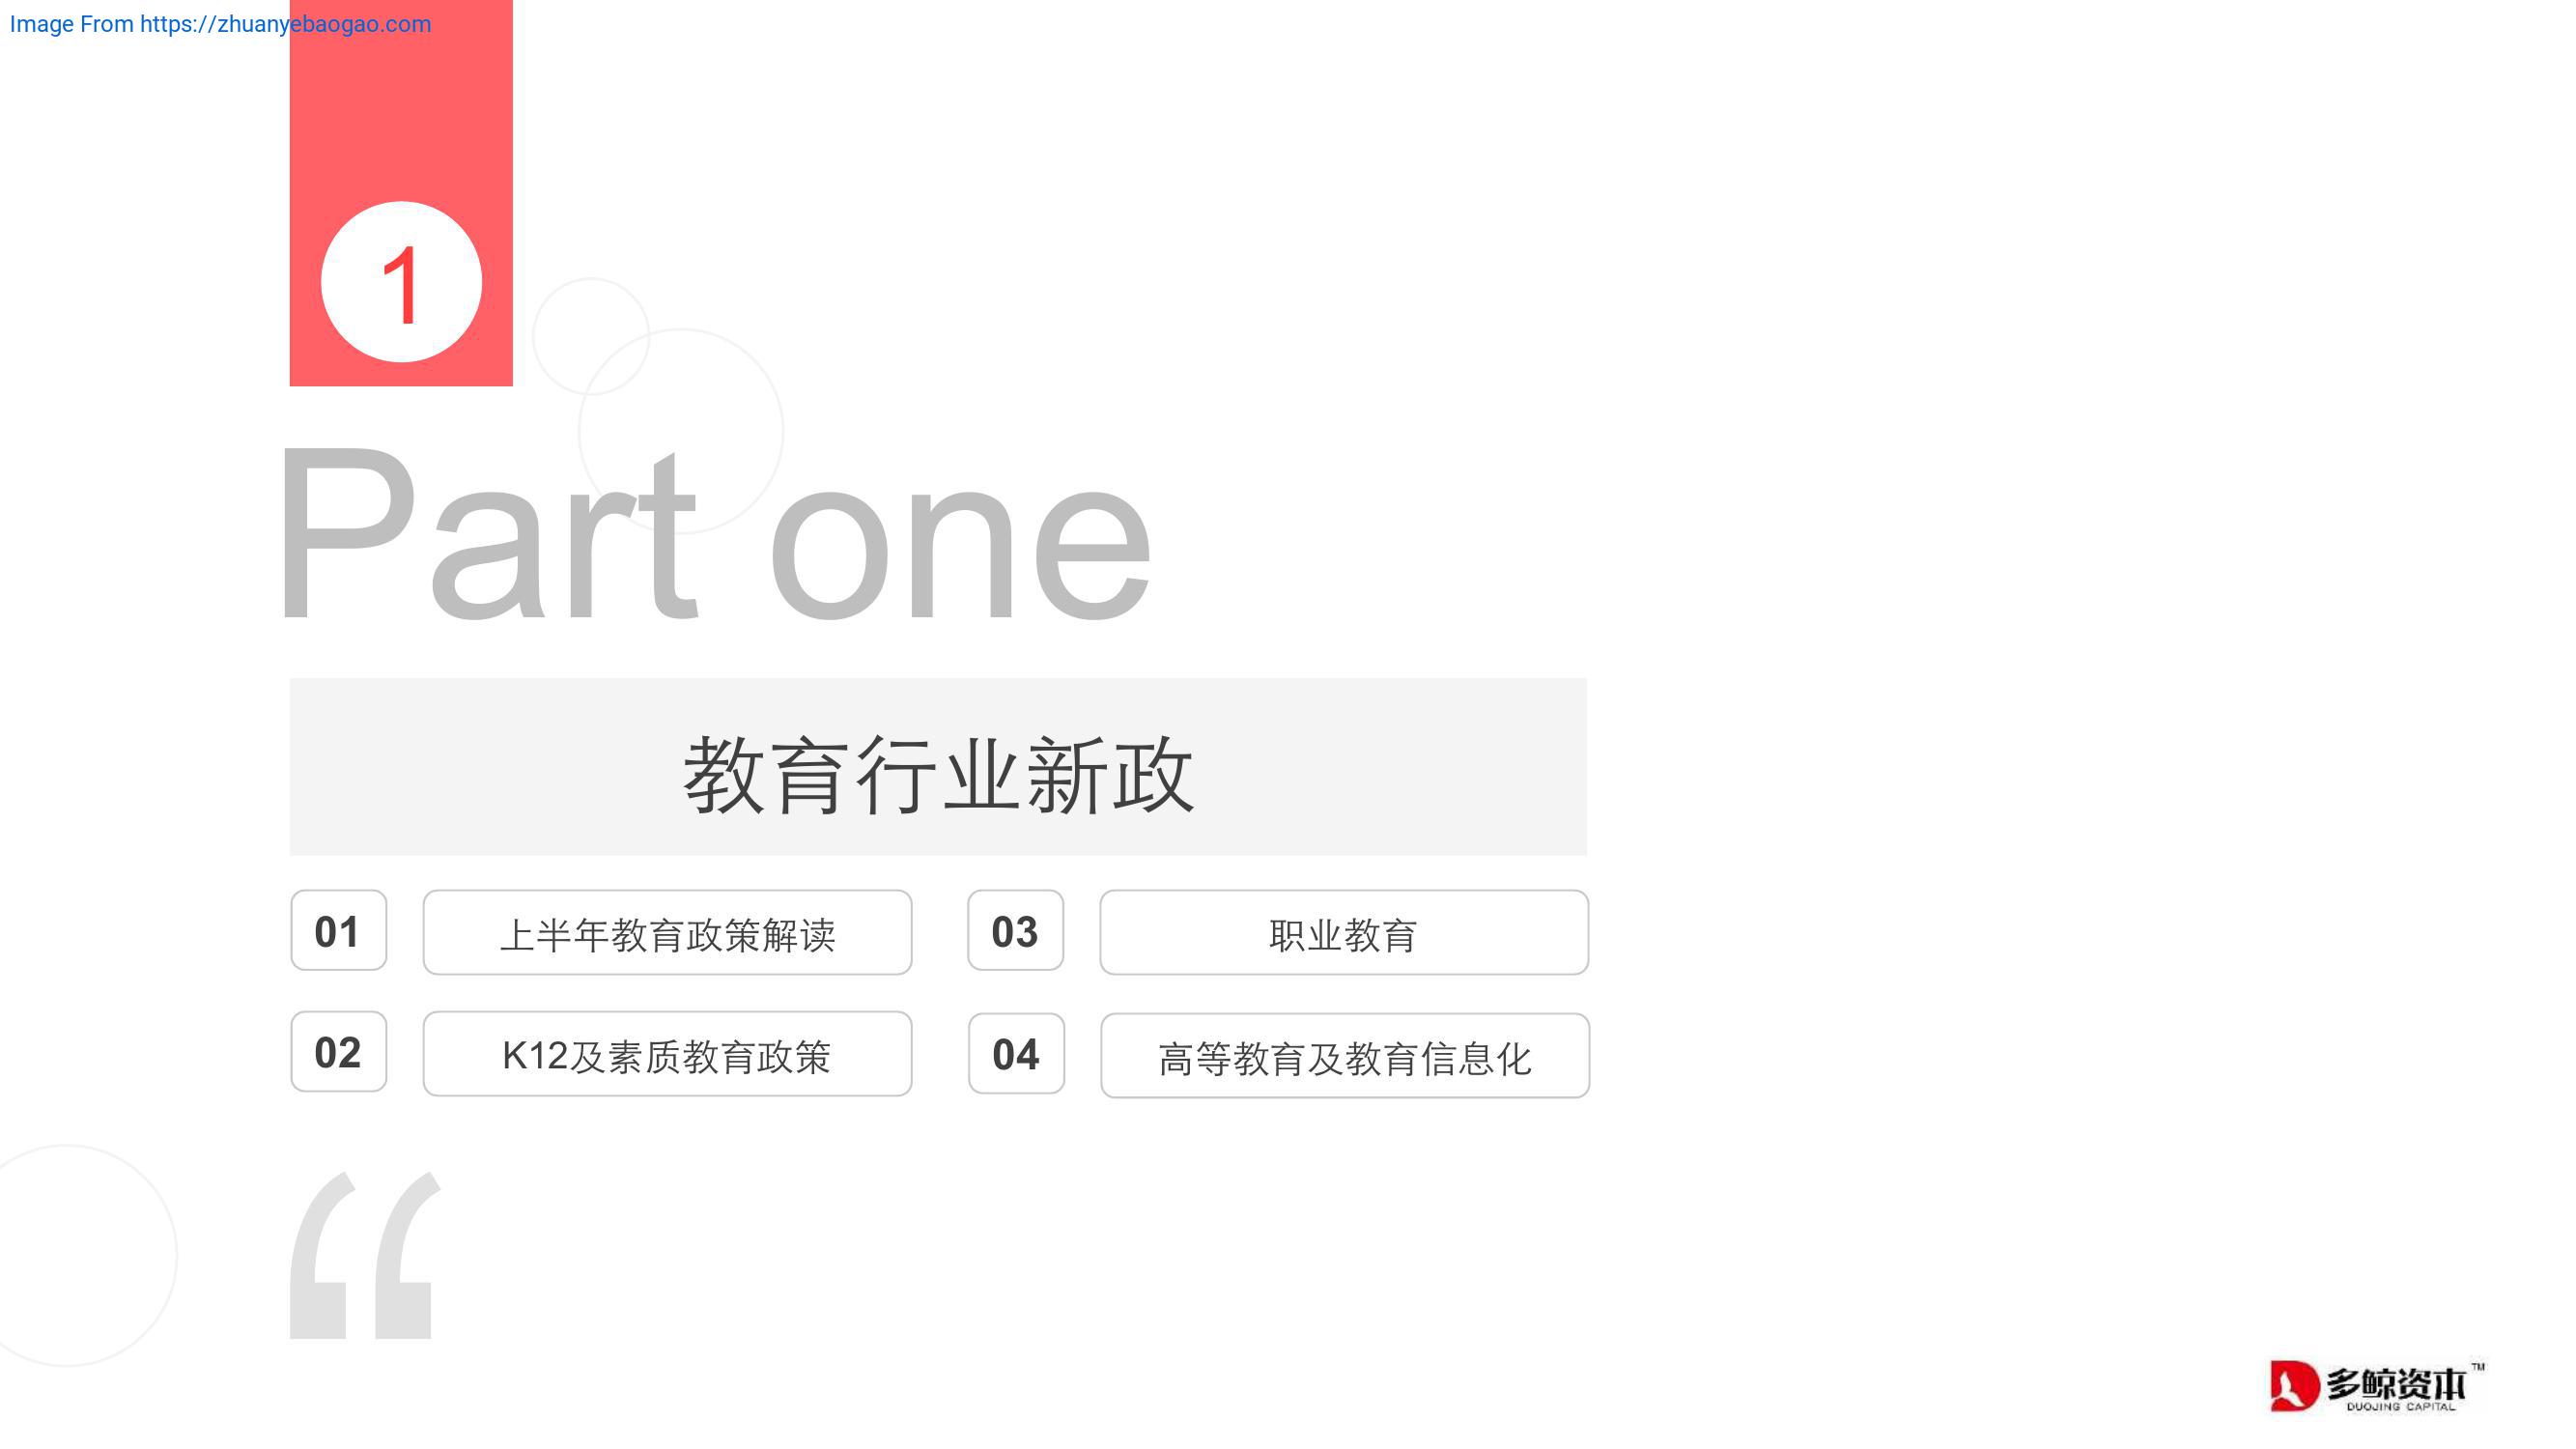 Image From https://zhuanyebaogao.com
1
Part one
教育行业新政
01 上半年教育政策解读
02 K12及素质教育政策
03 职业教育
04 高等教育及教育信息化
“
多鲸资本™
DUOJING CAPITAL